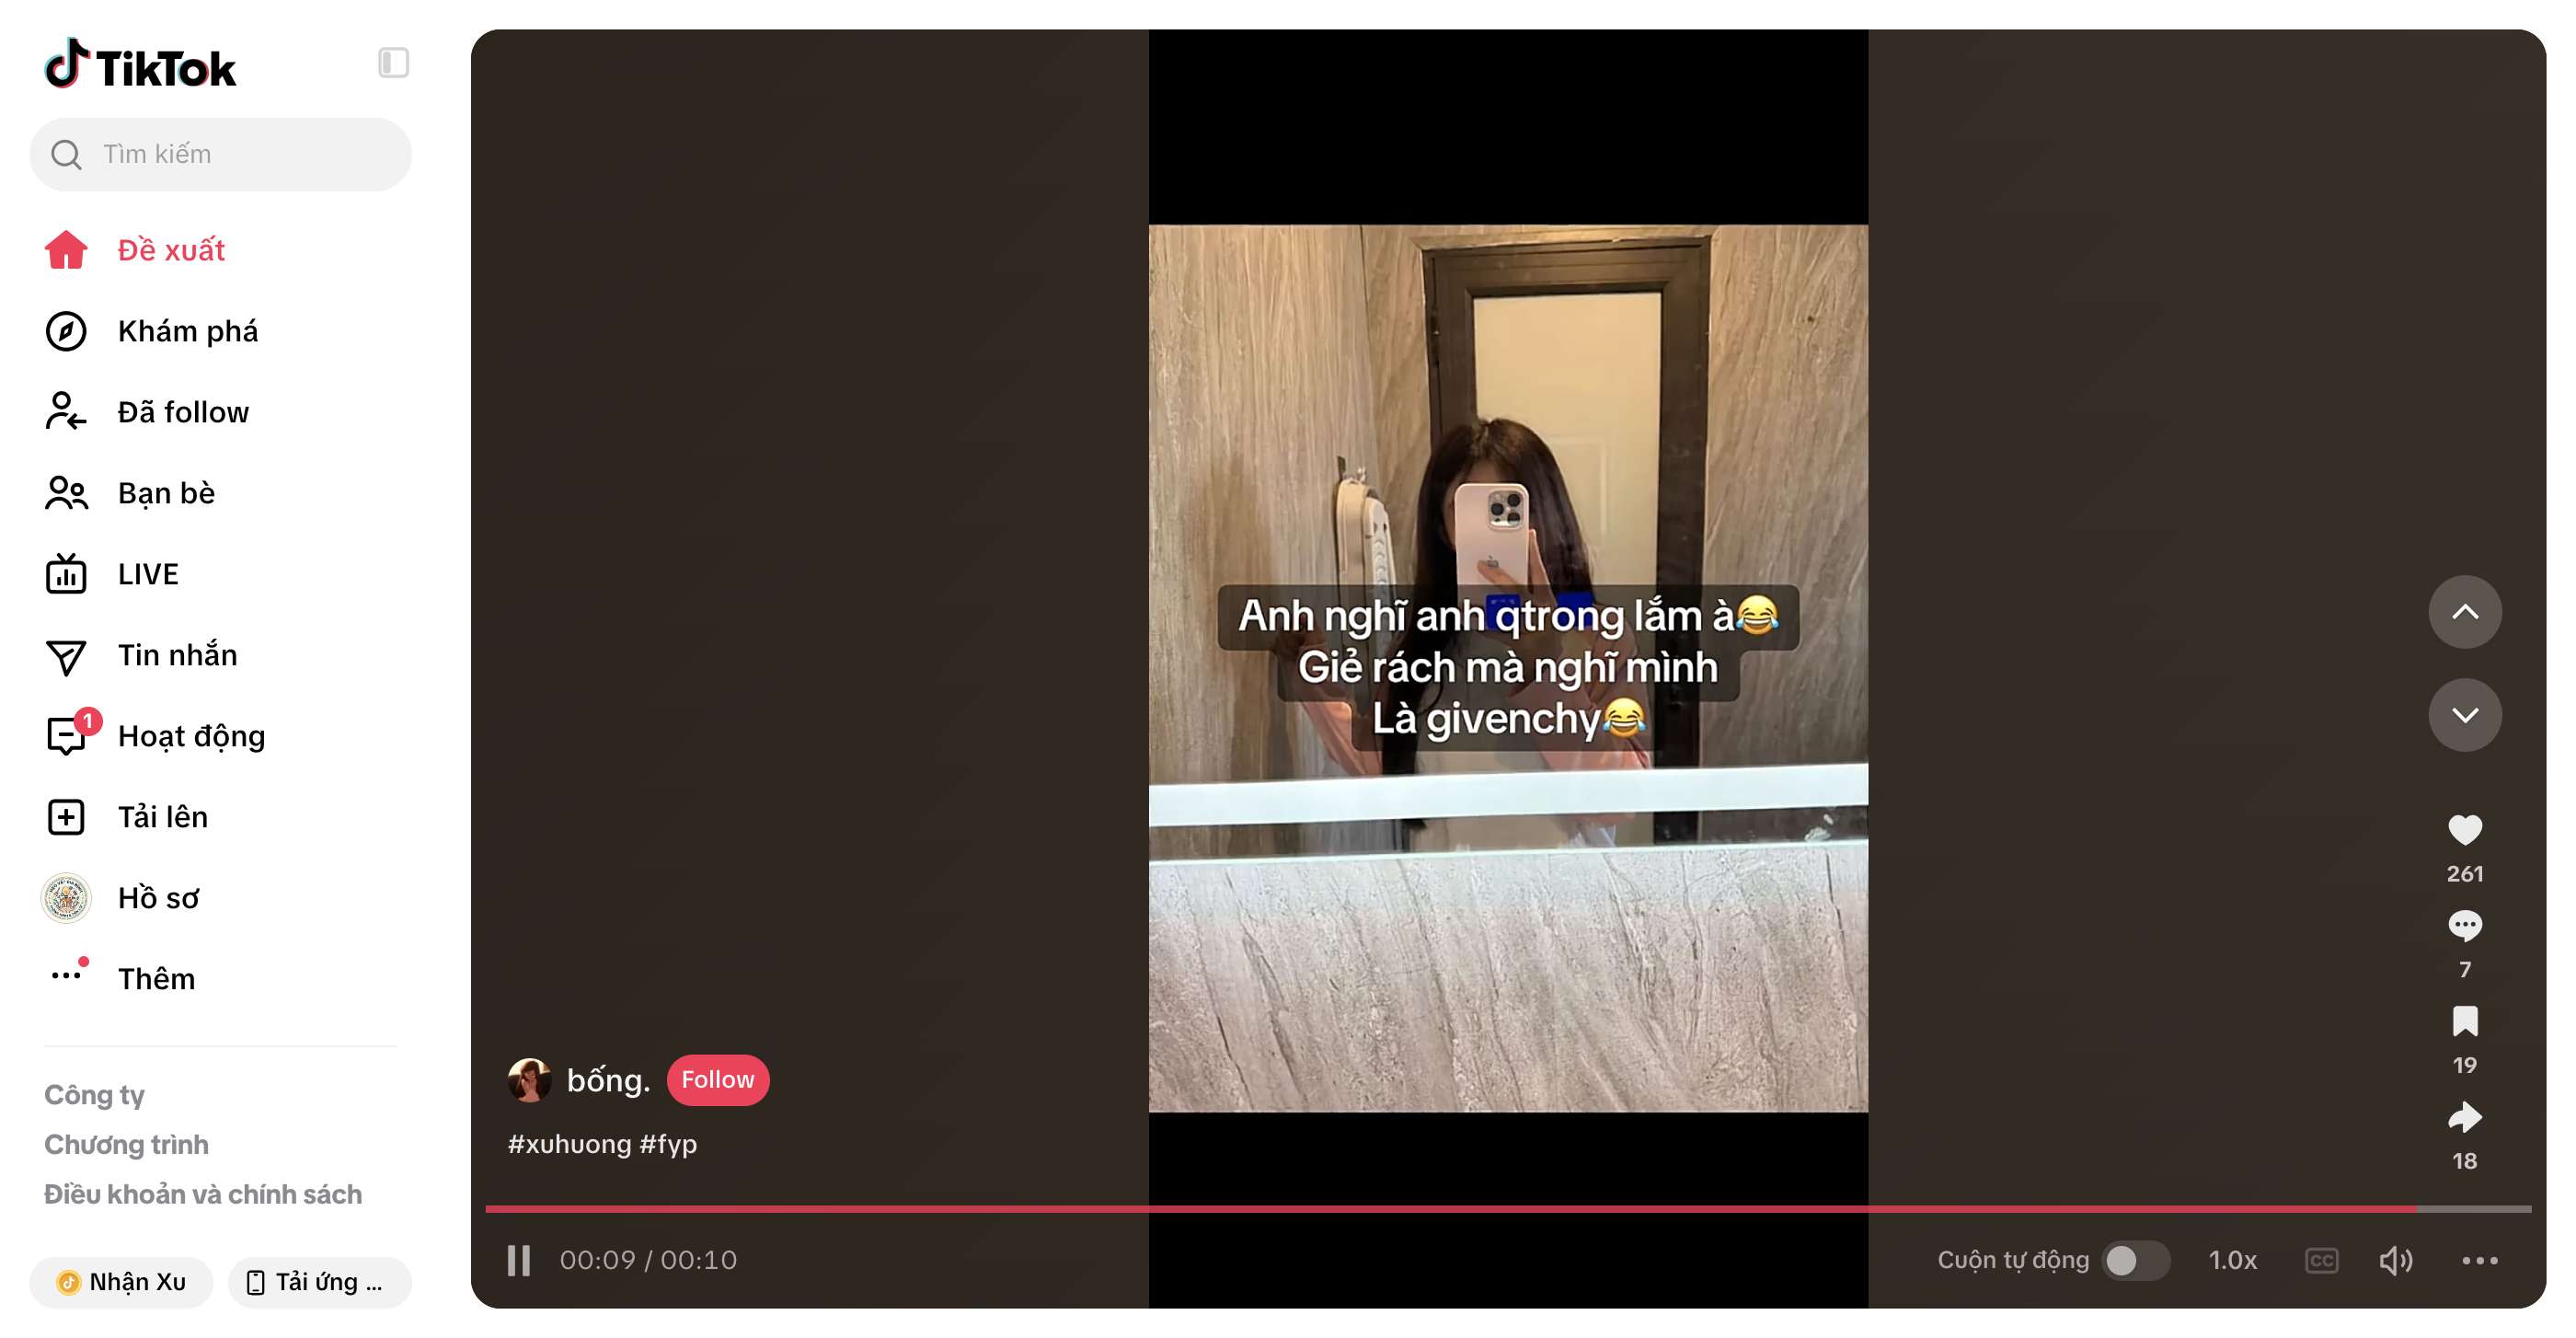 TikTok
Tìm kiếm
Đề xuất
Khám phá
Đã follow
Bạn bè
LIVE
Tin nhắn
1
Hoạt động
Tải lên
Hồ sơ
Thêm
Công ty
Chương trình
Điều khoản và chính sách
Nhận Xu
Tải ứng ...
Anh nghĩ anh qtrong lắm à😂
Giẻ rách mà nghĩ mình
Là givenchy😂
261
7
19
18
bống.
Follow
#xuhuong #fyp
00:09 / 00:10
Cuộn tự động
1.0x
CC